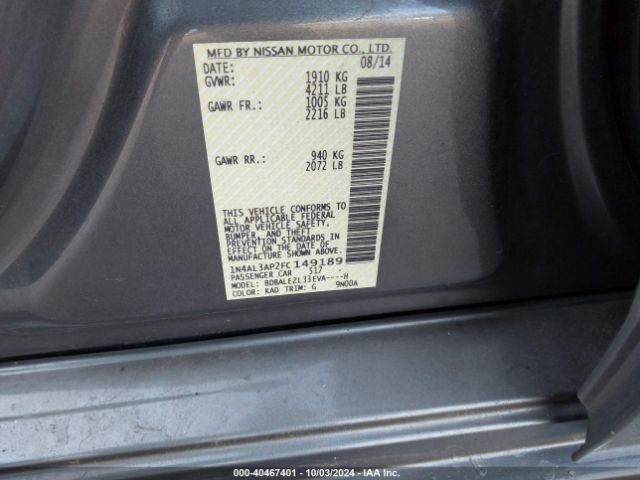 MFD BY NISSAN MOTOR CO., LTD.
DATE: 08/14
GVWR: 1910 KG
4211 LB
GAWR FR.: 1005 KG
2216 LB
GAWR RR.: 940 KG
2072 LB
THIS VEHICLE CONFORMS TO
ALL APPLICABLE FEDERAL
MOTOR VEHICLE SAFETY,
BUMPER, AND THEFT
PREVENTION STANDARDS IN
EFFECT ON THE DATE OF
MANUFACTURE SHOWN ABOVE.
1N4AL3AP2FC149189
PASSENGER CAR S17
MODEL: BDBALEZL33EVA----H
COLOR: KAD TRIM: G 9N00A
000-40467401 - 10/03/2024 - IAA Inc.